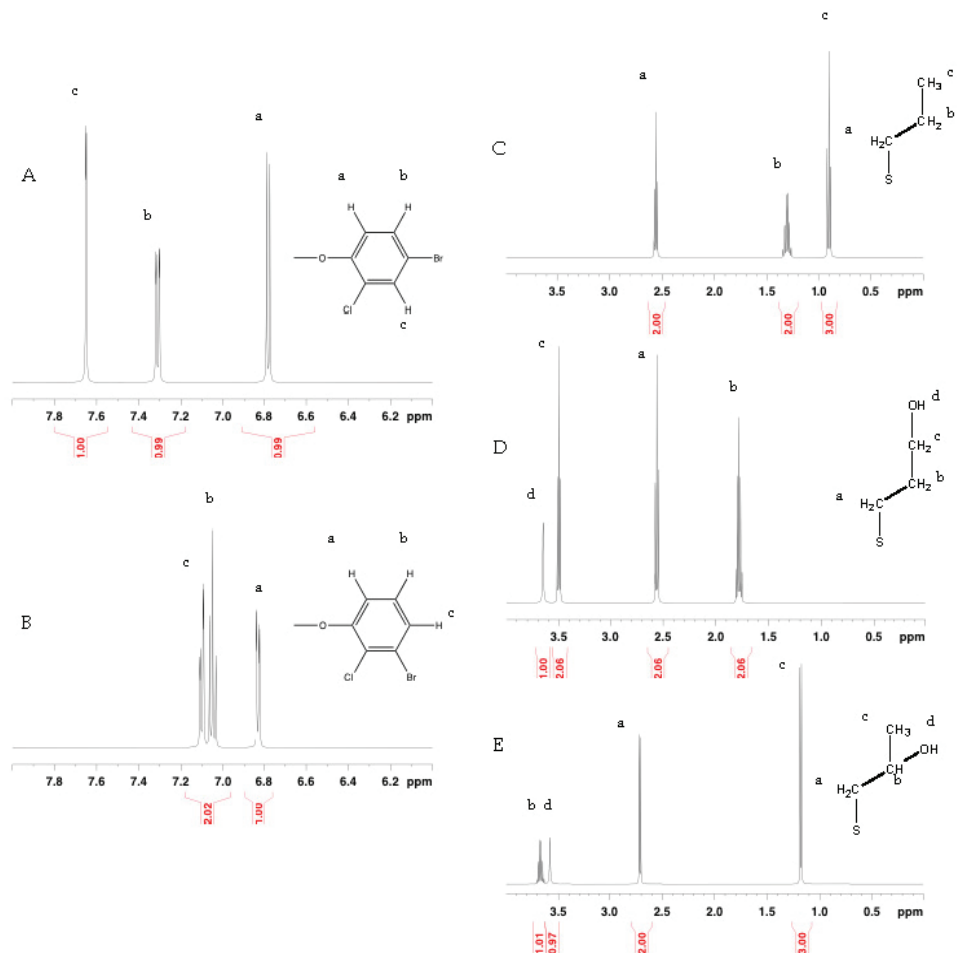 A
c
b
a
a
b
H
H
O
Br
Cl
H
c
7.8 7.6 7.4 7.2 7.0 6.8 6.6 6.4 6.2 ppm
1.00
0.99
0.99
B
b
c
a
a
b
H
H
O
H
c
Cl
Br
7.8 7.6 7.4 7.2 7.0 6.8 6.6 6.4 6.2 ppm
2.02
1.00
C
a
b
c
c
CH3
b
CH2
a
H2C
S
3.5 3.0 2.5 2.0 1.5 1.0 0.5 ppm
2.00
2.00
3.00
D
d
c
a
b
d
OH
c
CH2
b
CH2
a
H2C
S
3.5 3.0 2.5 2.0 1.5 1.0 0.5 ppm
1.00
2.06
2.06
2.06
E
b d
a
c
c
d
CH3
OH
CH
b
a
H2C
S
3.5 3.0 2.5 2.0 1.5 1.0 0.5 ppm
1.01
0.97
2.00
3.00